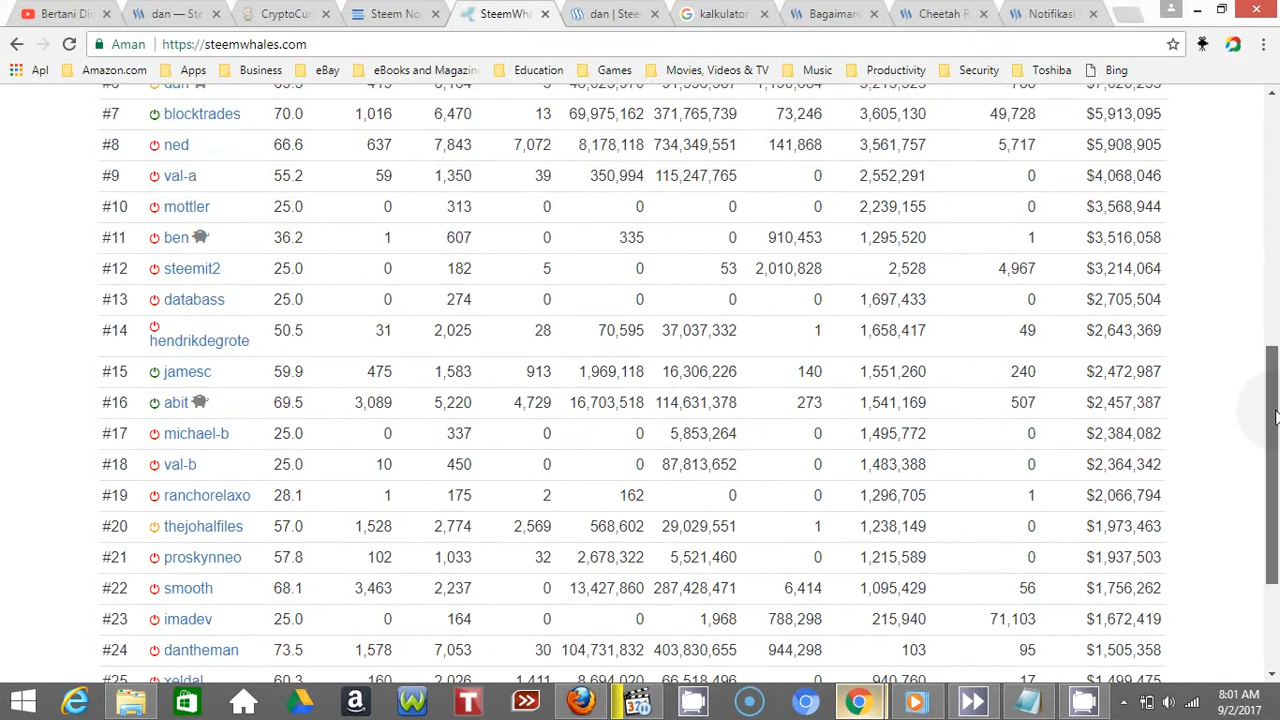 Bertani Din
dan — Ste
CryptoCur
Steem No
SteemWha
dan | Stee
kalkulator
Bagaiman
Cheetah R
Notifikasi
Aman https://steemwhales.com
Apl Amazon.com Apps Business eBay eBooks and Magazin Education Games Movies, Videos & TV Music Productivity Security Toshiba Bing
#7 blocktrades 70.0 1,016 6,470 13 69,975,162 371,765,739 73,246 3,605,130 49,728 $5,913,095
#8 ned 66.6 637 7,843 7,072 8,178,118 734,349,551 141,868 3,561,757 5,717 $5,908,905
#9 val-a 55.2 59 1,350 39 350,994 115,247,765 0 2,552,291 0 $4,068,046
#10 mottler 25.0 0 313 0 0 0 0 2,239,155 0 $3,568,944
#11 ben 36.2 1 607 0 335 0 910,453 1,295,520 1 $3,516,058
#12 steemit2 25.0 0 182 5 0 53 2,010,828 2,528 4,967 $3,214,064
#13 databass 25.0 0 274 0 0 0 0 1,697,433 0 $2,705,504
#14 hendrikdegrote 50.5 31 2,025 28 70,595 37,037,332 1 1,658,417 49 $2,643,369
#15 jamesc 59.9 475 1,583 913 1,969,118 16,306,226 140 1,551,260 240 $2,472,987
#16 abit 69.5 3,089 5,220 4,729 16,703,518 114,631,378 273 1,541,169 507 $2,457,387
#17 michael-b 25.0 0 337 0 0 5,853,264 0 1,495,772 0 $2,384,082
#18 val-b 25.0 10 450 0 0 87,813,652 0 1,483,388 0 $2,364,342
#19 ranchorelaxo 28.1 1 175 2 162 0 0 1,296,705 1 $2,066,794
#20 thejohalfiles 57.0 1,528 2,774 2,569 568,602 29,029,551 1 1,238,149 0 $1,973,463
#21 proskynneo 57.8 102 1,033 32 2,678,322 5,521,460 0 1,215,589 0 $1,937,503
#22 smooth 68.1 3,463 2,237 0 13,427,860 287,428,471 6,414 1,095,429 56 $1,756,262
#23 imadev 25.0 0 164 0 0 1,968 788,298 215,940 71,103 $1,672,419
#24 dantheman 73.5 1,578 7,053 30 104,731,832 403,830,655 944,298 103 95 $1,505,358
8:01 AM
9/2/2017